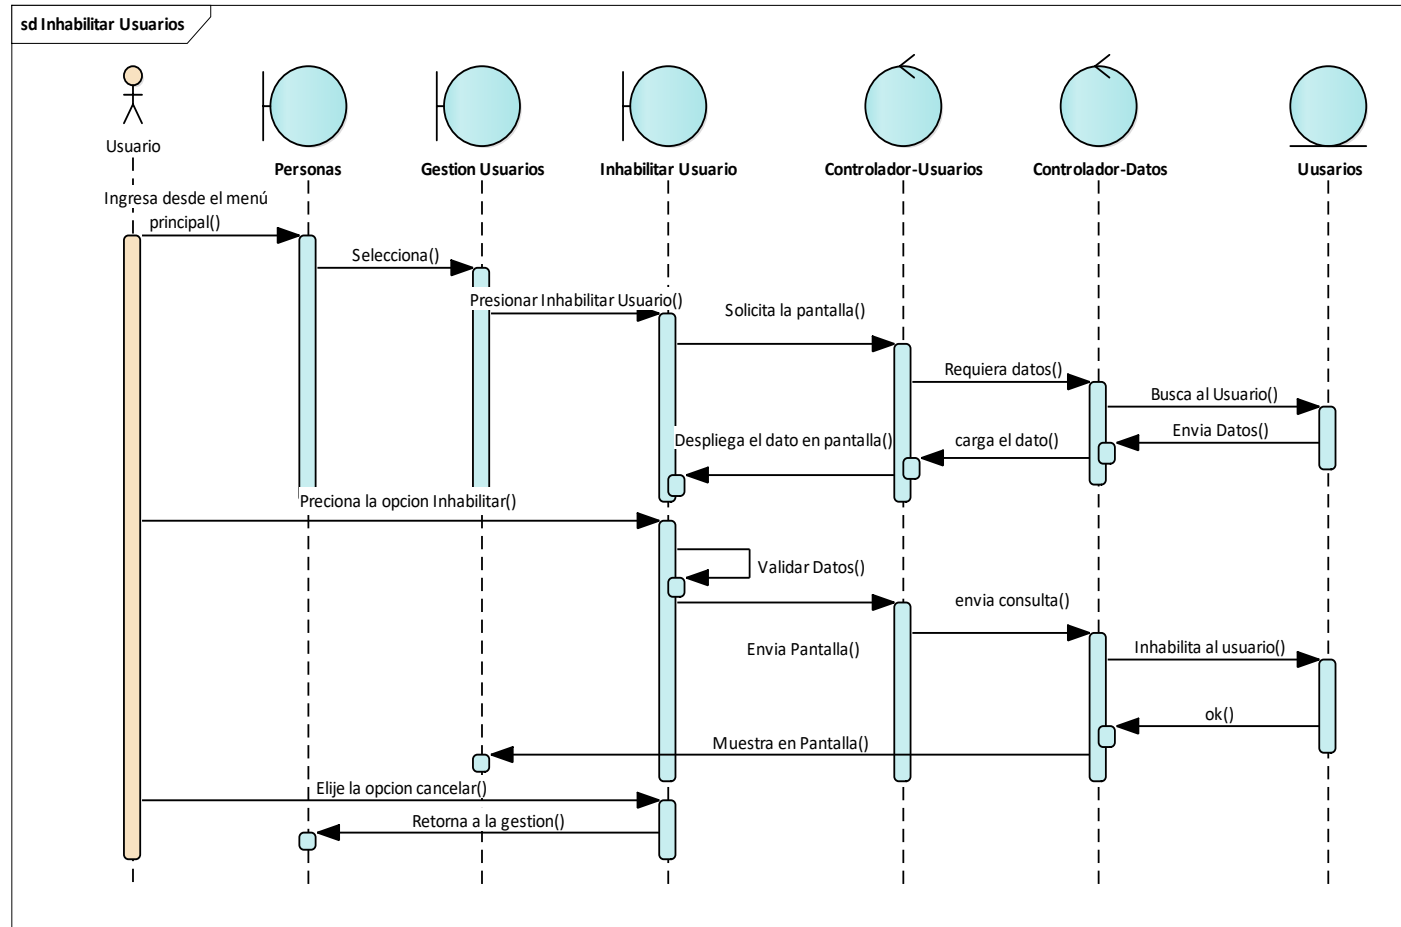 sd Inhabilitar Usuarios
Usuario
Personas
Gestion Usuarios
Inhabilitar Usuario
Controlador-Usuarios
Controlador-Datos
Uusarios
Ingresa desde el menú
principal()
Selecciona()
Presionar Inhabilitar Usuario()
Solicita la pantalla()
Requiera datos()
Busca al Usuario()
Envia Datos()
carga el dato()
Despliega el dato en pantalla()
Preciona la opcion Inhabilitar()
Validar Datos()
envia consulta()
Envia Pantalla()
Inhabilita al usuario()
ok()
Muestra en Pantalla()
Elije la opcion cancelar()
Retorna a la gestion()